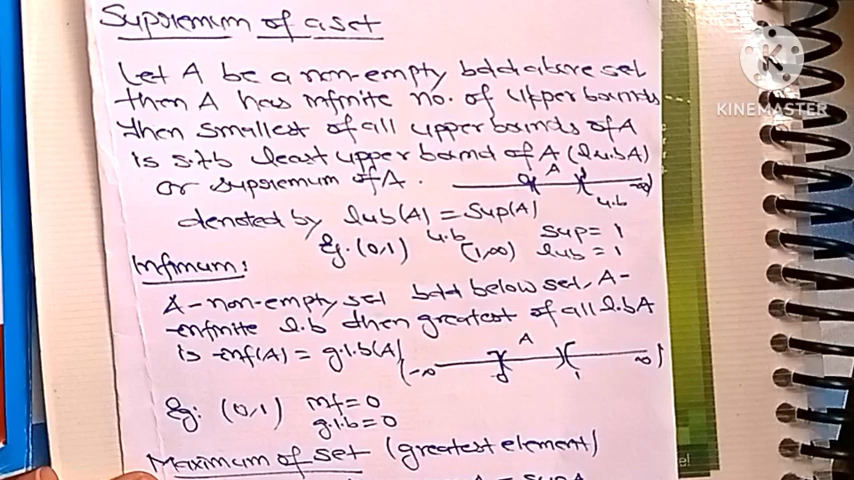 Supremum of a set
KINEMASTER
Let A be a non-empty bdd above set
then A has infinite no. of upper bounds
then smallest of all upper bounds of A
is s.t.b least upper bound of A (l.u.b A)
or supremum of A.
A
u.b
∞)
denoted by lub(A) = Sup(A)
Eg. (0,1) u.b (1,∞) sup = 1
lub = 1
Infimum:
A-non-empty set bdd below set, A-
infinite l.b then greatest of all l.b A
is inf(A) = g.l.b(A)
(-∞ 0 A 1 ∞)
Eg: (0,1) inf = 0
g.l.b = 0
Maximum of set (greatest element)
A = Sup A